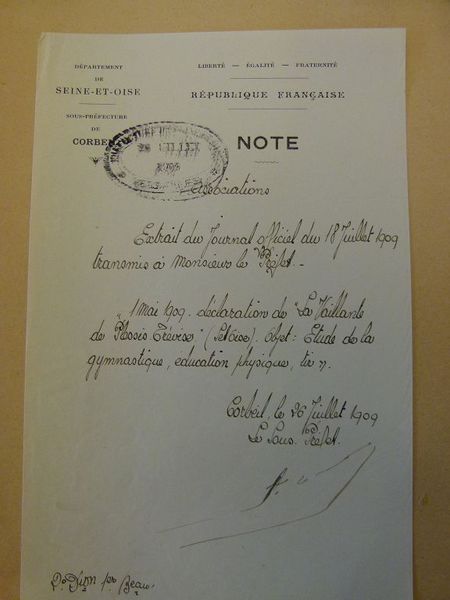 DÉPARTEMENT
DE
SEINE-ET-OISE
SOUS-PRÉFECTURE
DE
CORBEIL
LIBERTÉ — ÉGALITÉ — FRATERNITÉ
RÉPUBLIQUE FRANÇAISE
NOTE
Associations
Extrait du Journal officiel du 18 Juillet 1909
transmis à Monsieur le Préfet.
"1 Mai 1909. déclaration de "La Vaillante
de Plessis Trévise" (S et Oise). Objet: Etude de la
gymnastique, éducation physique, tir ".
Corbeil, le 26 Juillet 1909
Le Sous-Préfet.